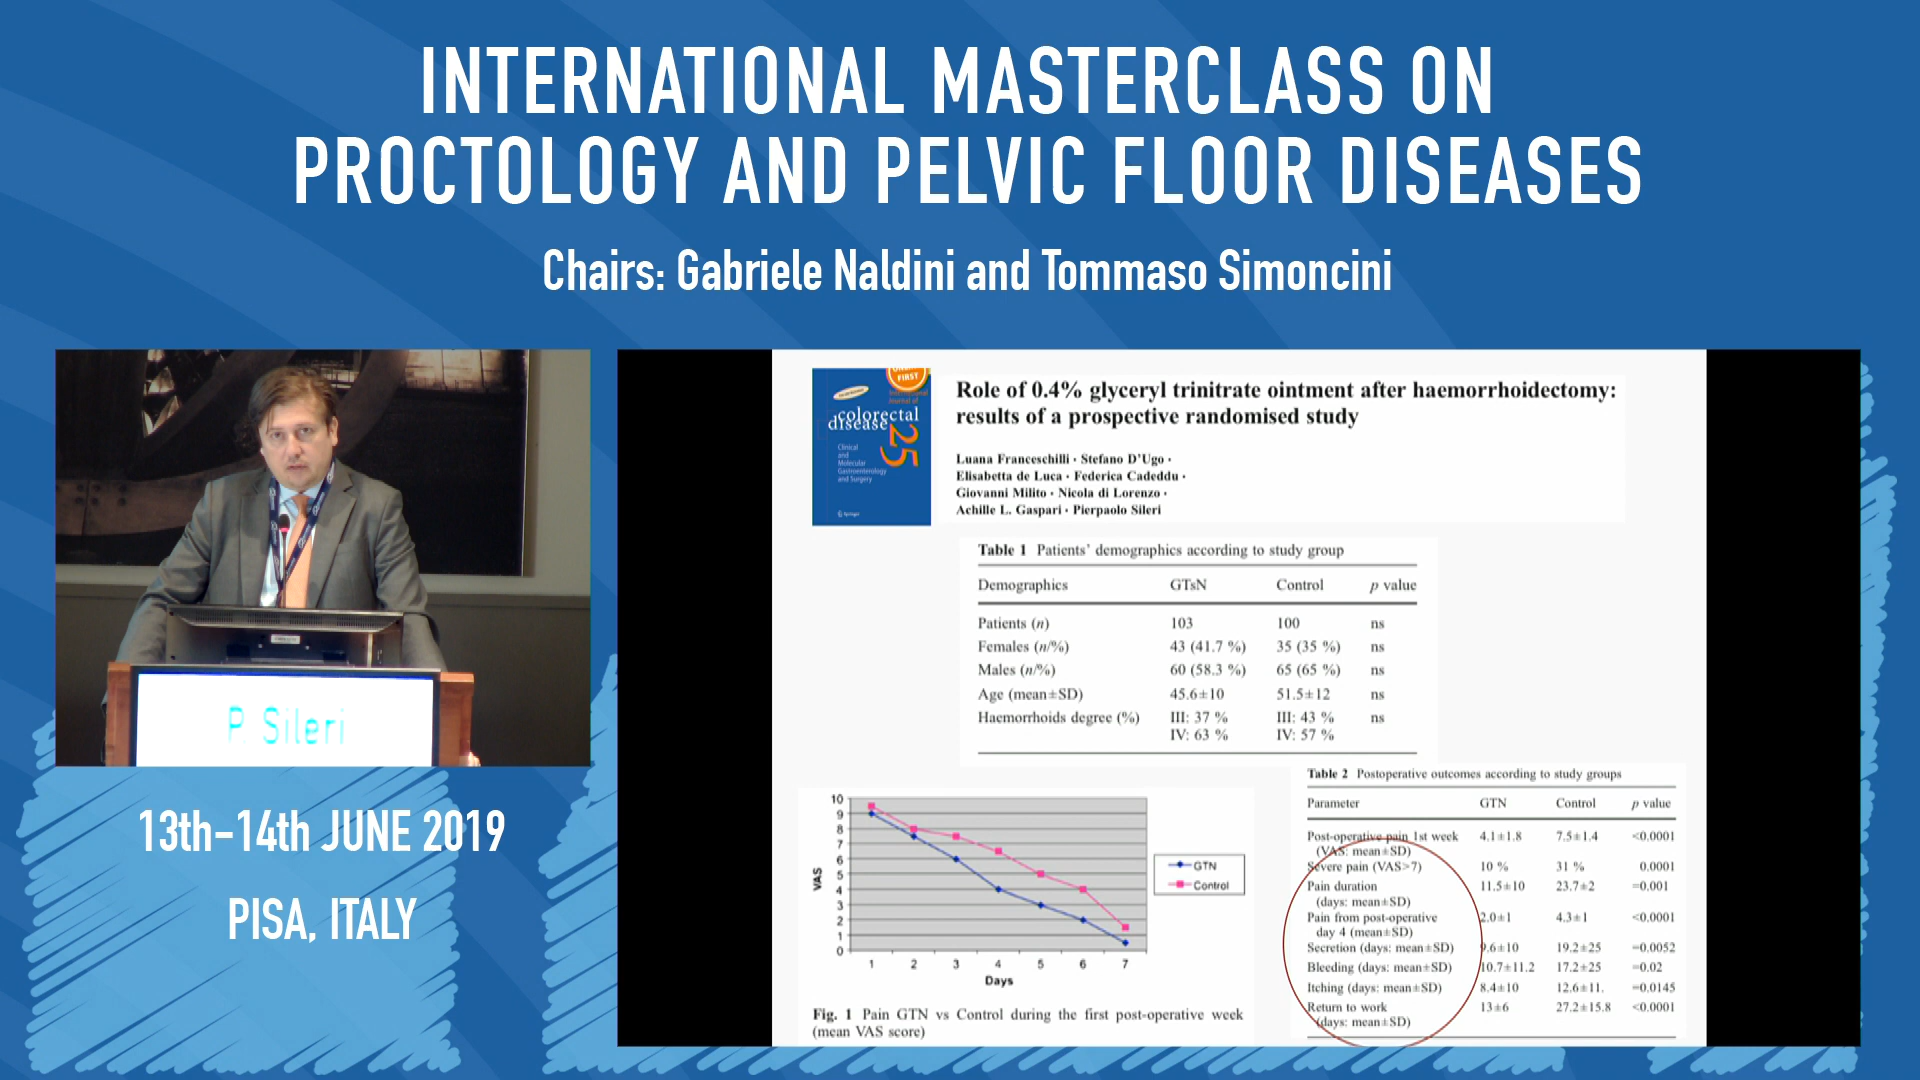 INTERNATIONAL MASTERCLASS ON
PROCTOLOGY AND PELVIC FLOOR DISEASES
Chairs: Gabriele Naldini and Tommaso Simoncini
P. Sileri
13th-14th JUNE 2019
PISA, ITALY
FIRST
colorectal
disease
25
Clinical
and
Molecular
Gastroenterology
and Surgery
Springer
Role of 0.4% glyceryl trinitrate ointment after haemorrhoidectomy:
results of a prospective randomised study
Luana Franceschilli · Stefano D'Ugo ·
Elisabetta de Luca · Federica Cadeddu ·
Giovanni Milito · Nicola di Lorenzo ·
Achille L. Gaspari · Pierpaolo Sileri
Table 1 Patients' demographics according to study group
Demographics GTsN Control p value
Patients (n) 103 100 ns
Females (n/%) 43 (41.7 %) 35 (35 %) ns
Males (n/%) 60 (58.3 %) 65 (65 %) ns
Age (mean±SD) 45.6±10 51.5±12 ns
Haemorrhoids degree (%) III: 37 % III: 43 % ns
IV: 63 % IV: 57 %
10
9
8
7
6
5
4
3
2
1
0
VAS
1 2 3 4 5 6 7
Days
GTN
Control
Fig. 1 Pain GTN vs Control during the first post-operative week
(mean VAS score)
Table 2 Postoperative outcomes according to study groups
Parameter GTN Control p value
Post-operative pain 1st week 4.1±1.8 7.5±1.4 <0.0001
(VAS: mean±SD)
Severe pain (VAS>7) 10 % 31 % 0.0001
Pain duration 11.5±10 23.7±2 =0.001
(days: mean±SD)
Pain from post-operative 2.0±1 4.3±1 <0.0001
day 4 (mean±SD)
Secretion (days: mean±SD) 9.6±10 19.2±25 =0.0052
Bleeding (days: mean±SD) 10.7±11.2 17.2±25 =0.02
Itching (days: mean±SD) 8.4±10 12.6±11. =0.0145
Return to work 13±6 27.2±15.8 <0.0001
(days: mean±SD)